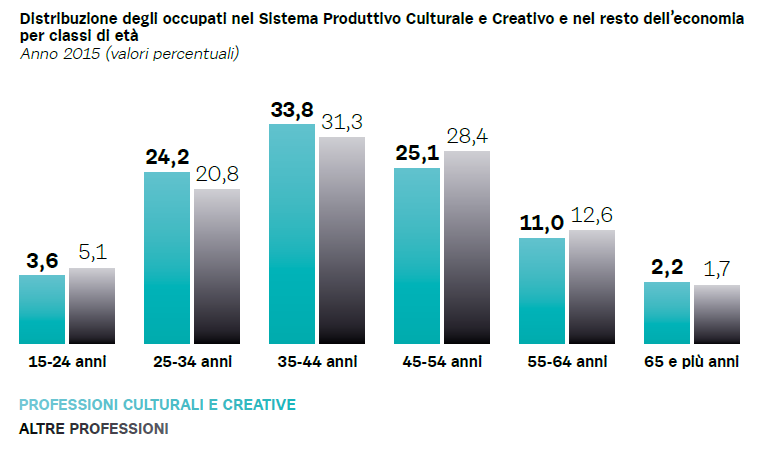 Distribuzione degli occupati nel Sistema Produttivo Culturale e Creativo e nel resto dell'economia
per classi di età
Anno 2015 (valori percentuali)
33,8
31,3
28,4
24,2
25,1
20,8
11,0
12,6
3,6
5,1
2,2
1,7
15-24 anni
25-34 anni
35-44 anni
45-54 anni
55-64 anni
65 e più anni
PROFESSIONI CULTURALI E CREATIVE
ALTRE PROFESSIONI